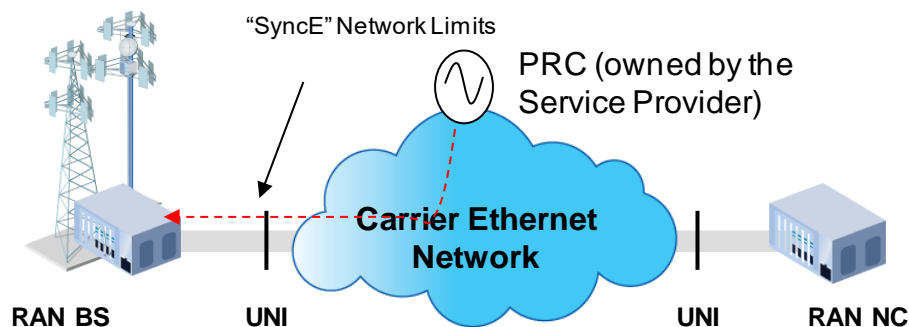 “SyncE” Network Limits
PRC (owned by the
Service Provider)
Carrier Ethernet
Network
RAN BS
UNI
UNI
RAN NC